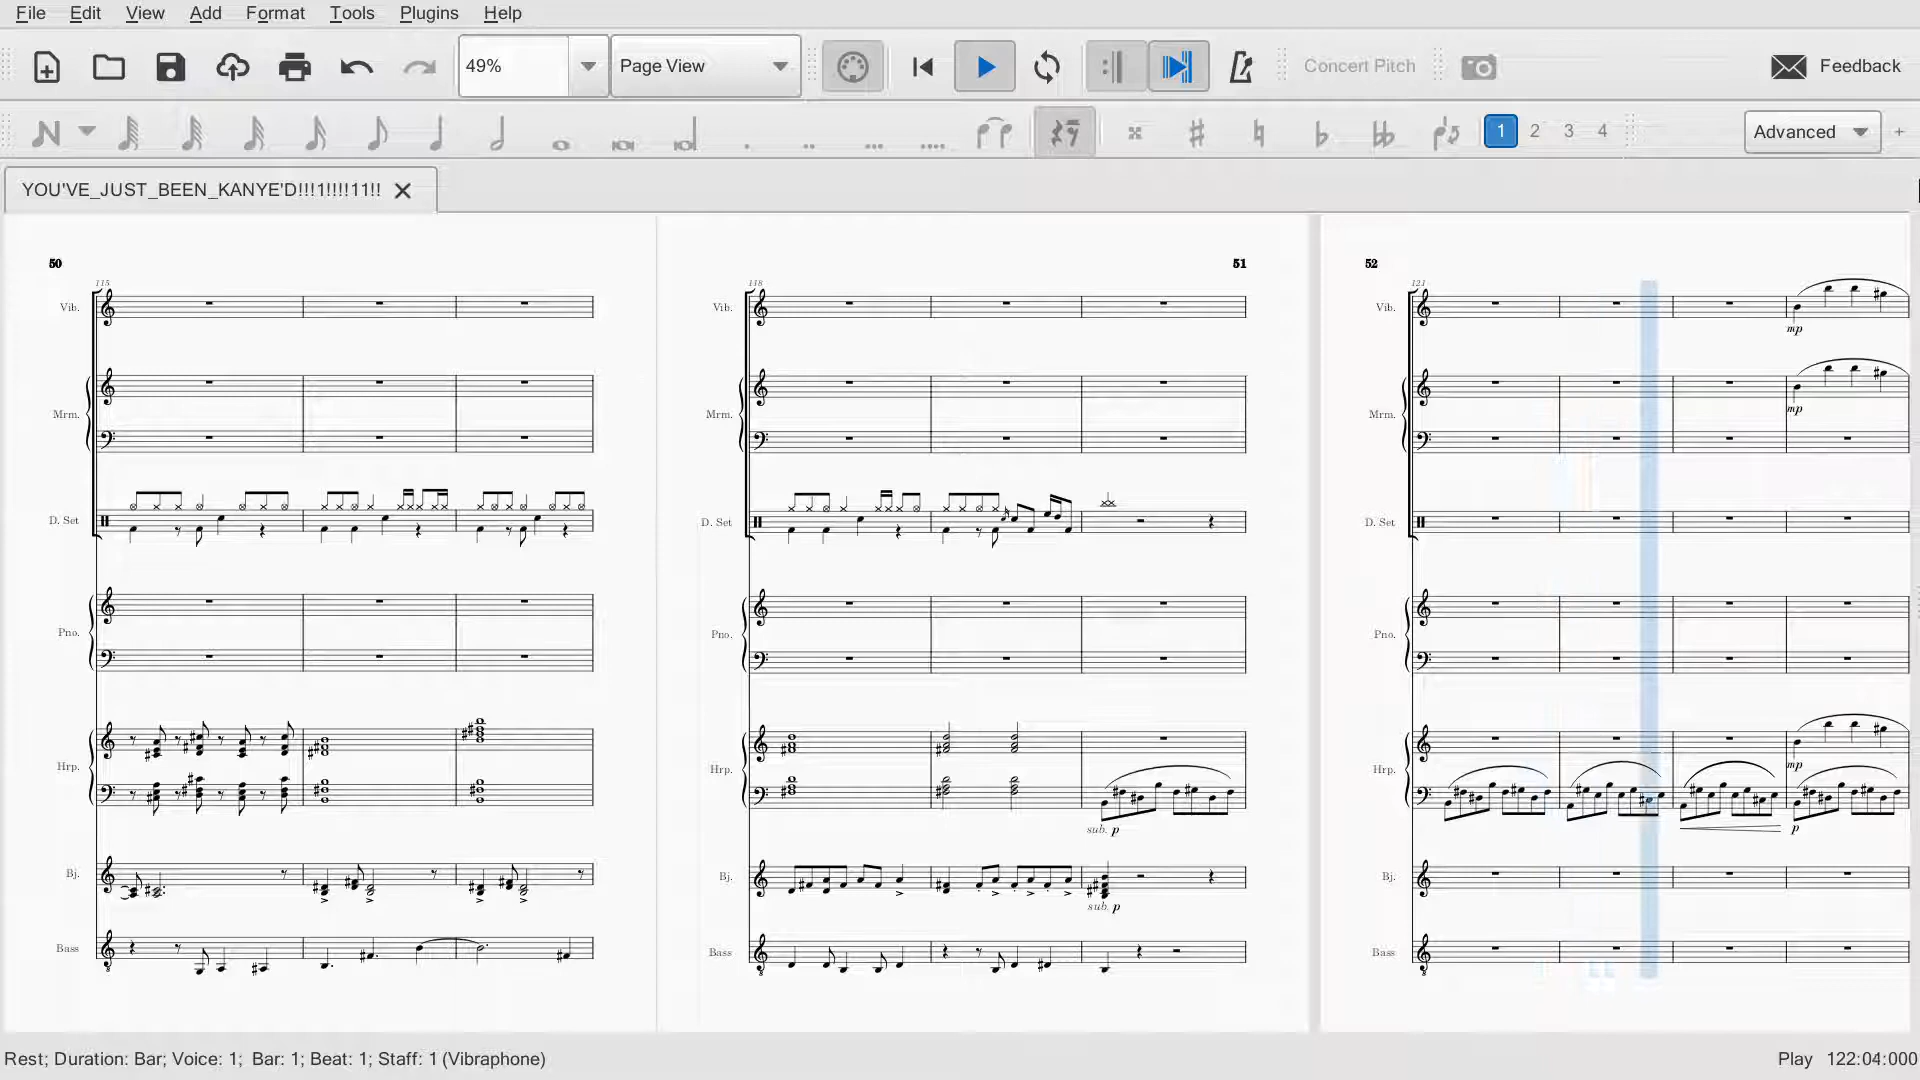 File Edit View Add Format Tools Plugins Help
49% Page View Concert Pitch Feedback
1 2 3 4 Advanced +
YOU'VE_JUST_BEEN_KANYE'D!!!1!!!!11!!
50
115
Vib.
Mrm.
D. Set
Pno.
Hrp.
Bj.
Bass
51
118
Vib.
Mrm.
D. Set
Pno.
Hrp.
sub. p
Bj.
sub. p
Bass
52
121
Vib.
mp
Mrm.
mp
D. Set
Pno.
Hrp.
mp
p
Bj.
Bass
Rest; Duration: Bar; Voice: 1; Bar: 1; Beat: 1; Staff: 1 (Vibraphone)
Play 122:04:000